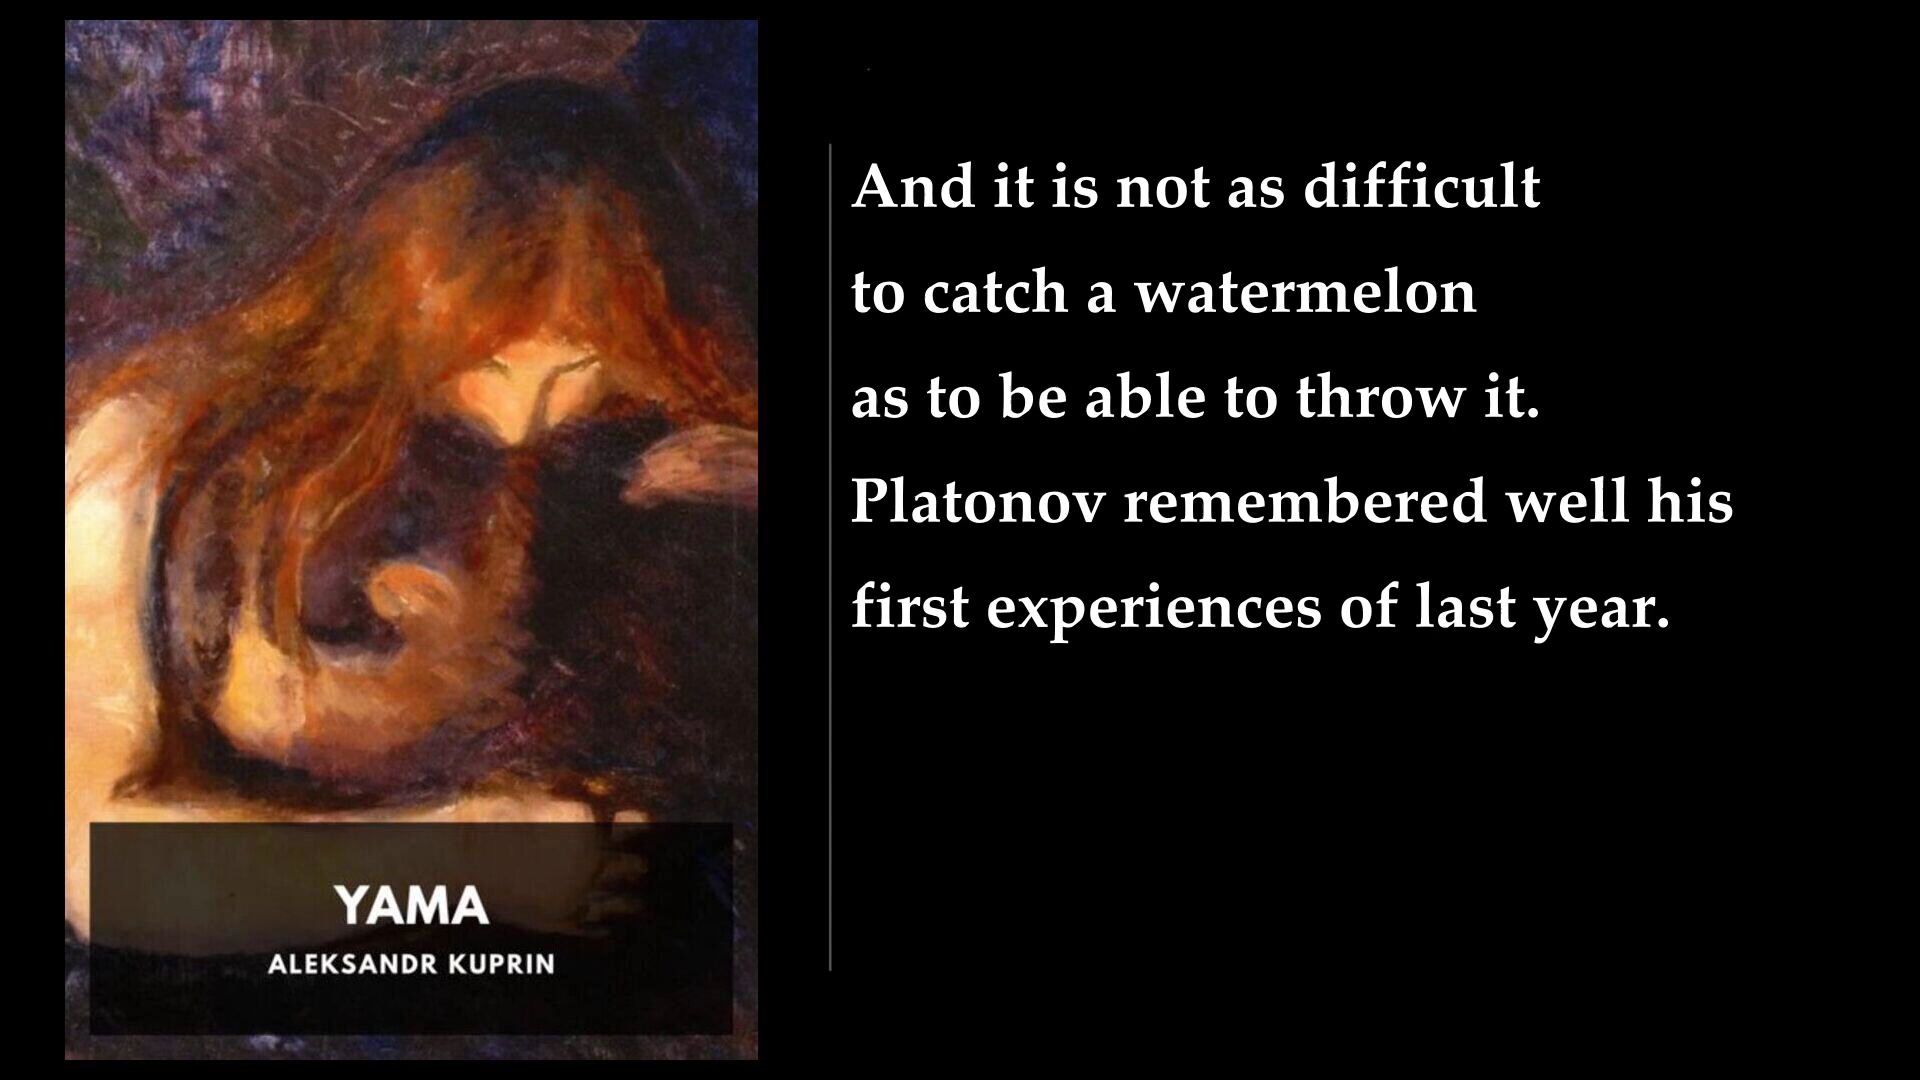 YAMA
ALEKSANDR KUPRIN
And it is not as difficult
to catch a watermelon
as to be able to throw it.
Platonov remembered well his
first experiences of last year.